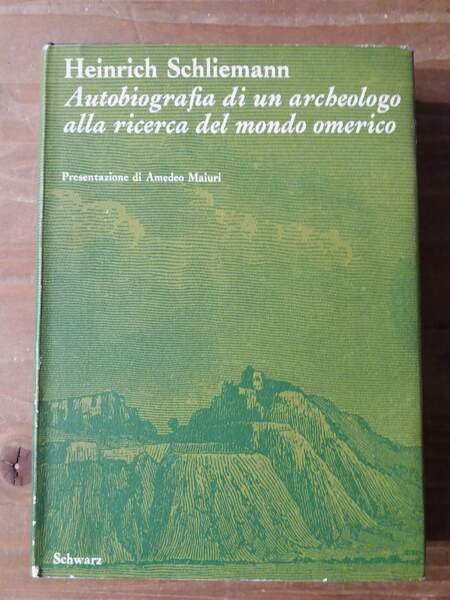 Heinrich Schliemann
Autobiografia di un archeologo
alla ricerca del mondo omerico
Presentazione di Amedeo Maiuri
Schwarz